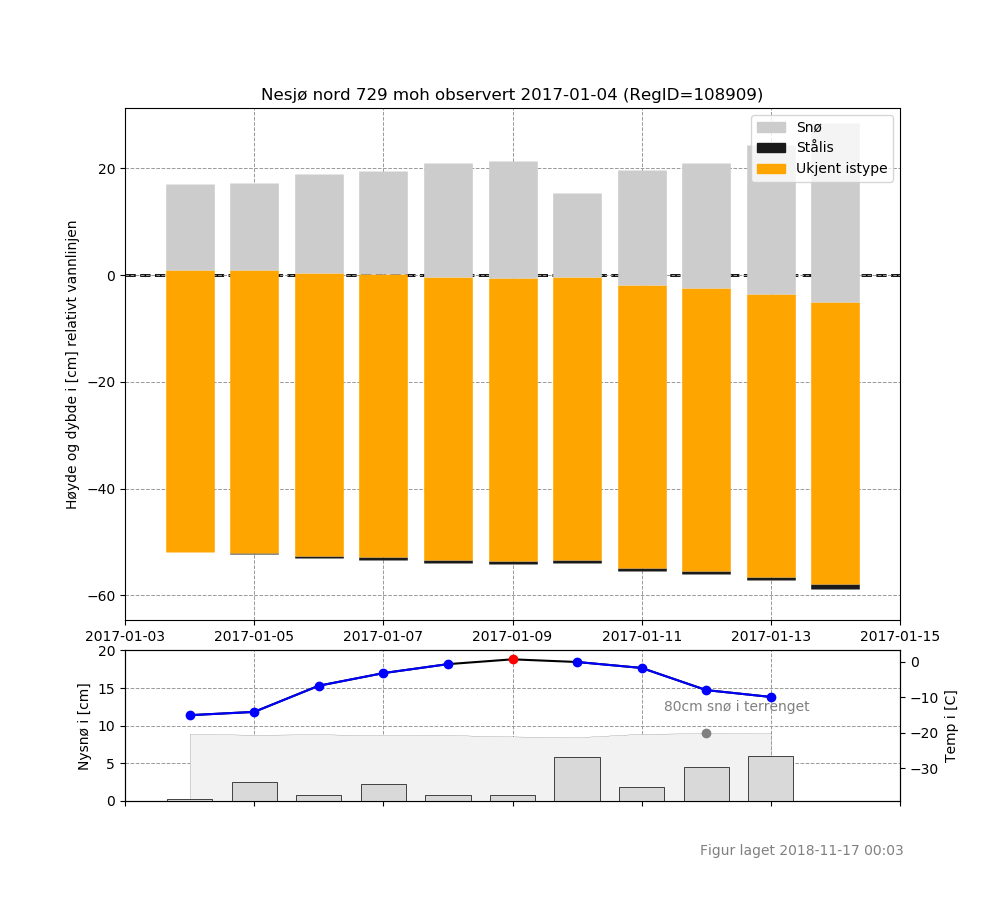 Nesjø nord 729 moh observert 2017-01-04 (RegID=108909)
Snø
Stålis
Ukjent istype
Høyde og dybde i [cm] relativt vannlinjen
20
0
−20
−40
−60
2017-01-03 2017-01-05 2017-01-07 2017-01-09 2017-01-11 2017-01-13 2017-01-15
Nysnø i [cm]
20
15
10
5
0
80cm snø i terrenget
0
−10
−20
−30
Temp i [C]
Figur laget 2018-11-17 00:03